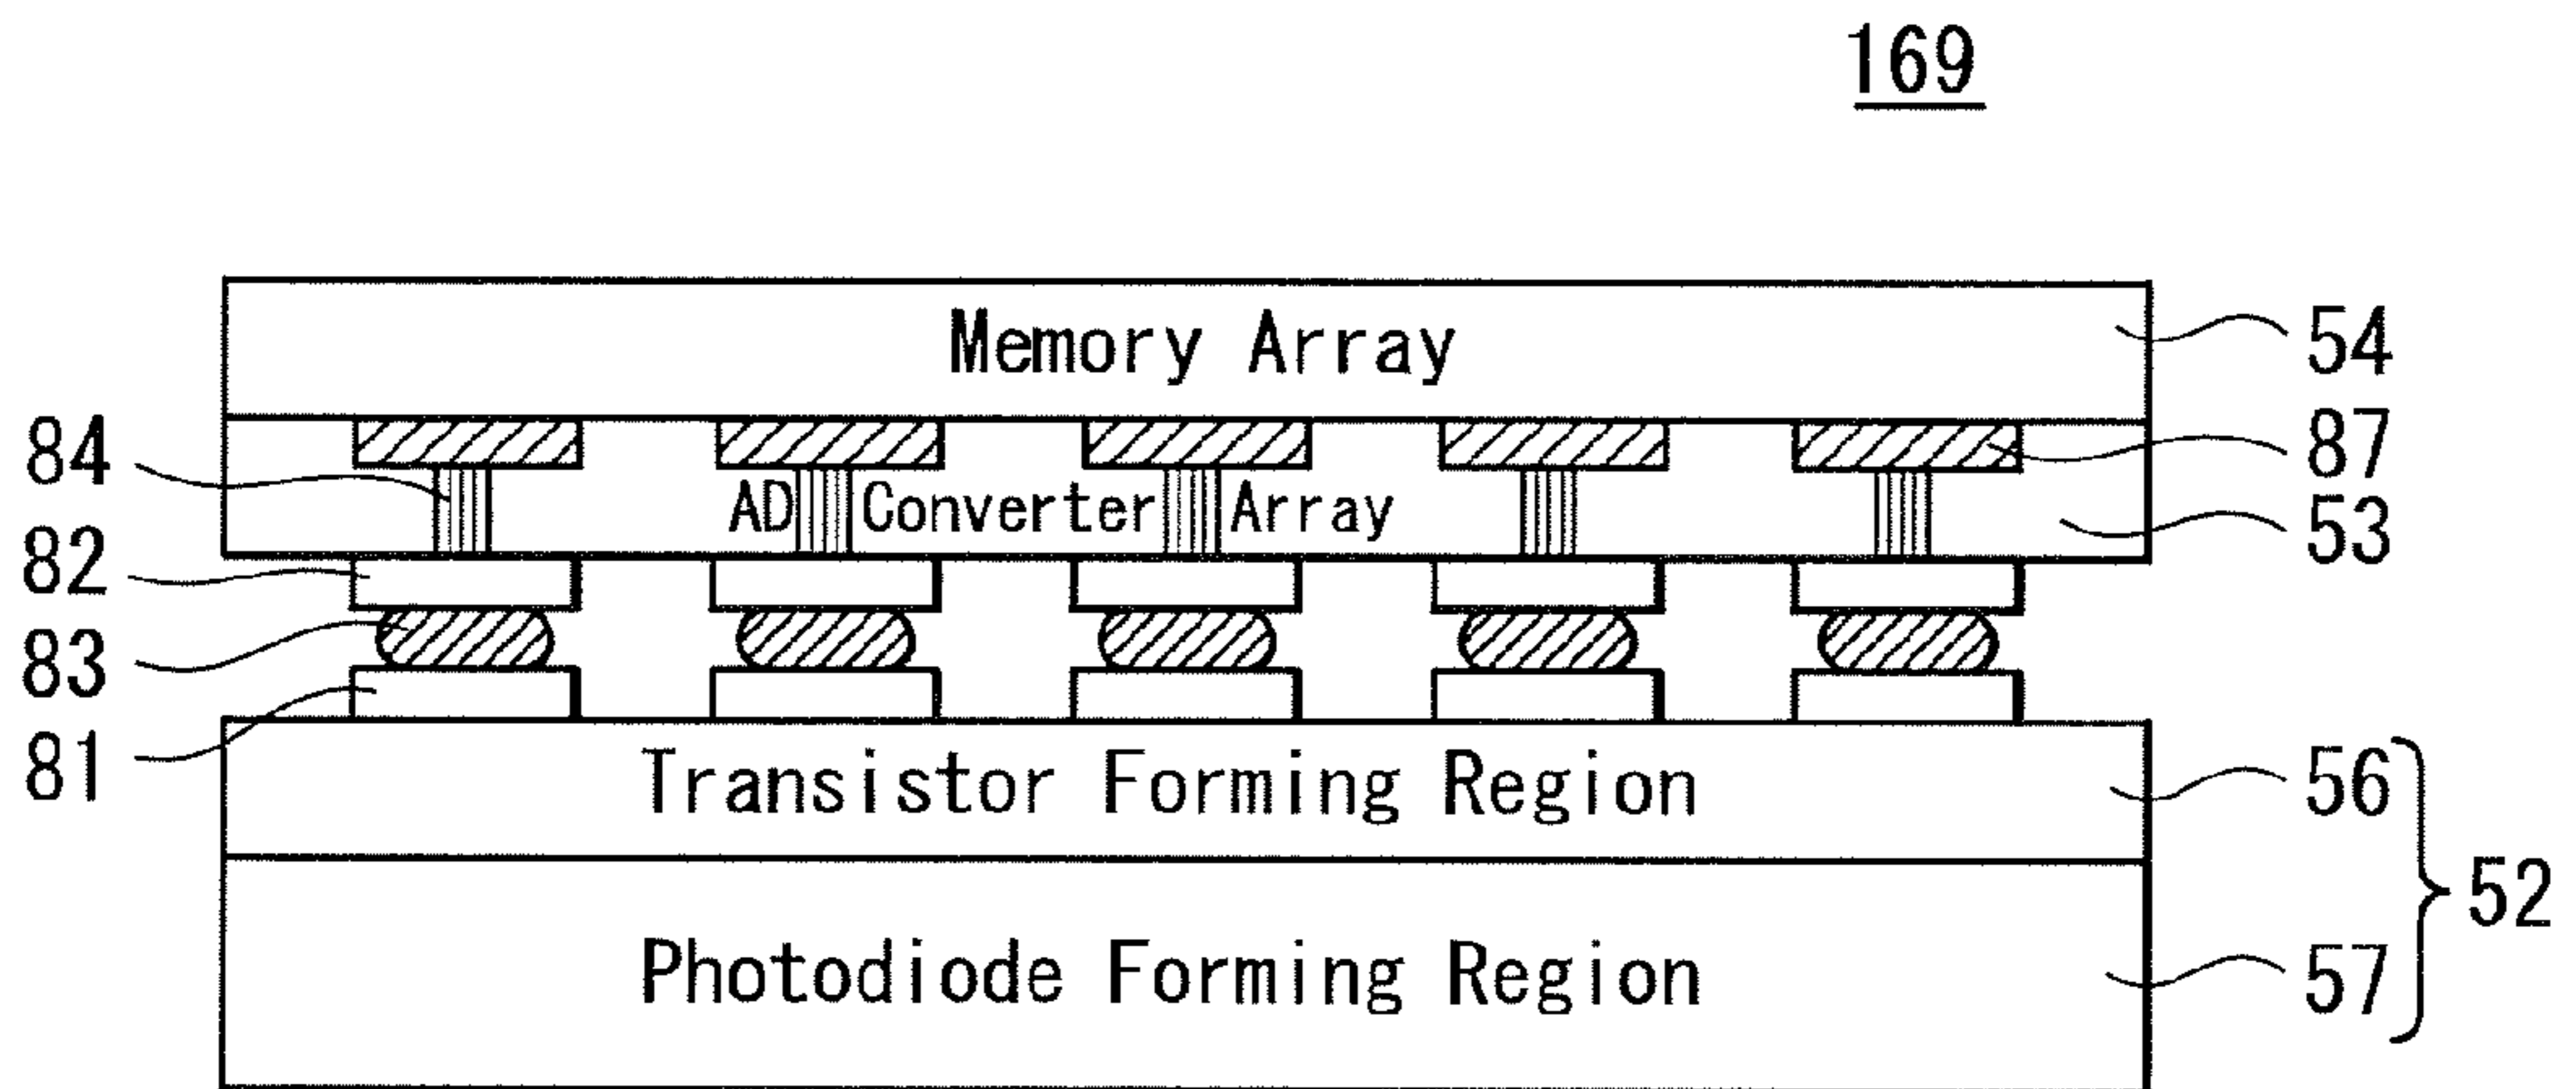 169
Memory Array
54
84
87
AD Converter Array
53
82
83
81
Transistor Forming Region
56
52
Photodiode Forming Region
57